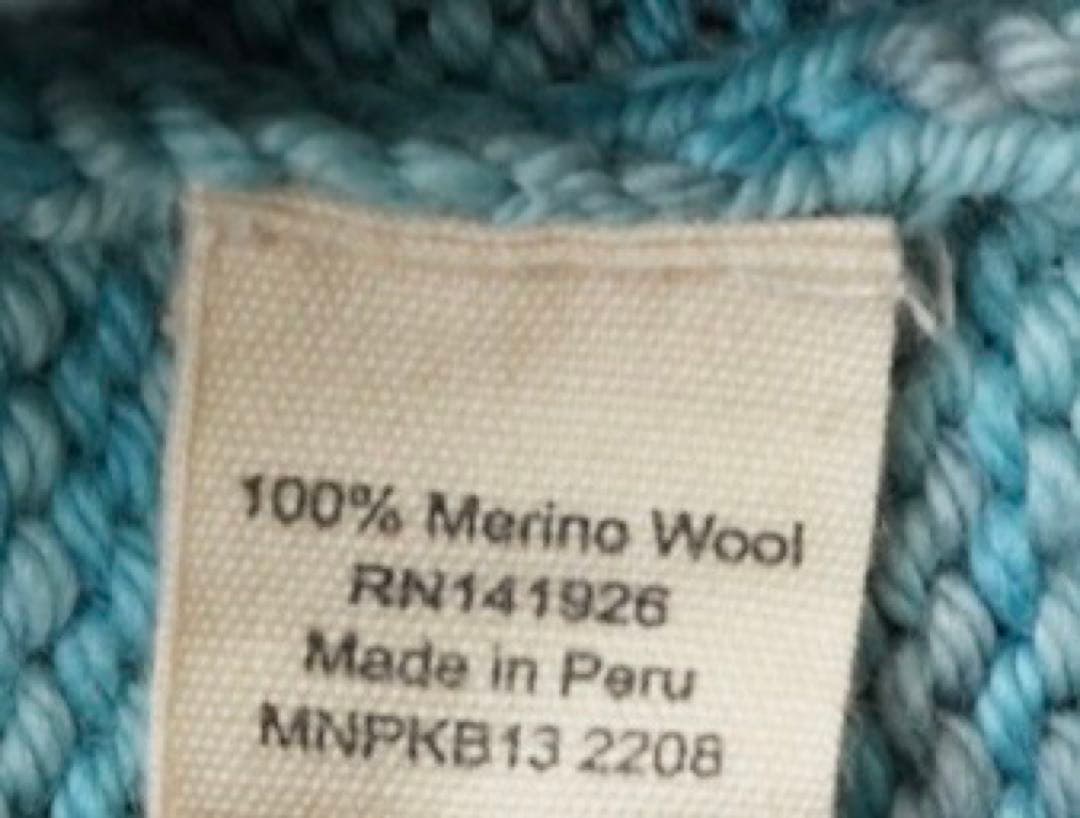 100% Merino Wool
RN141926
Made in Peru
MNPKB13 2208